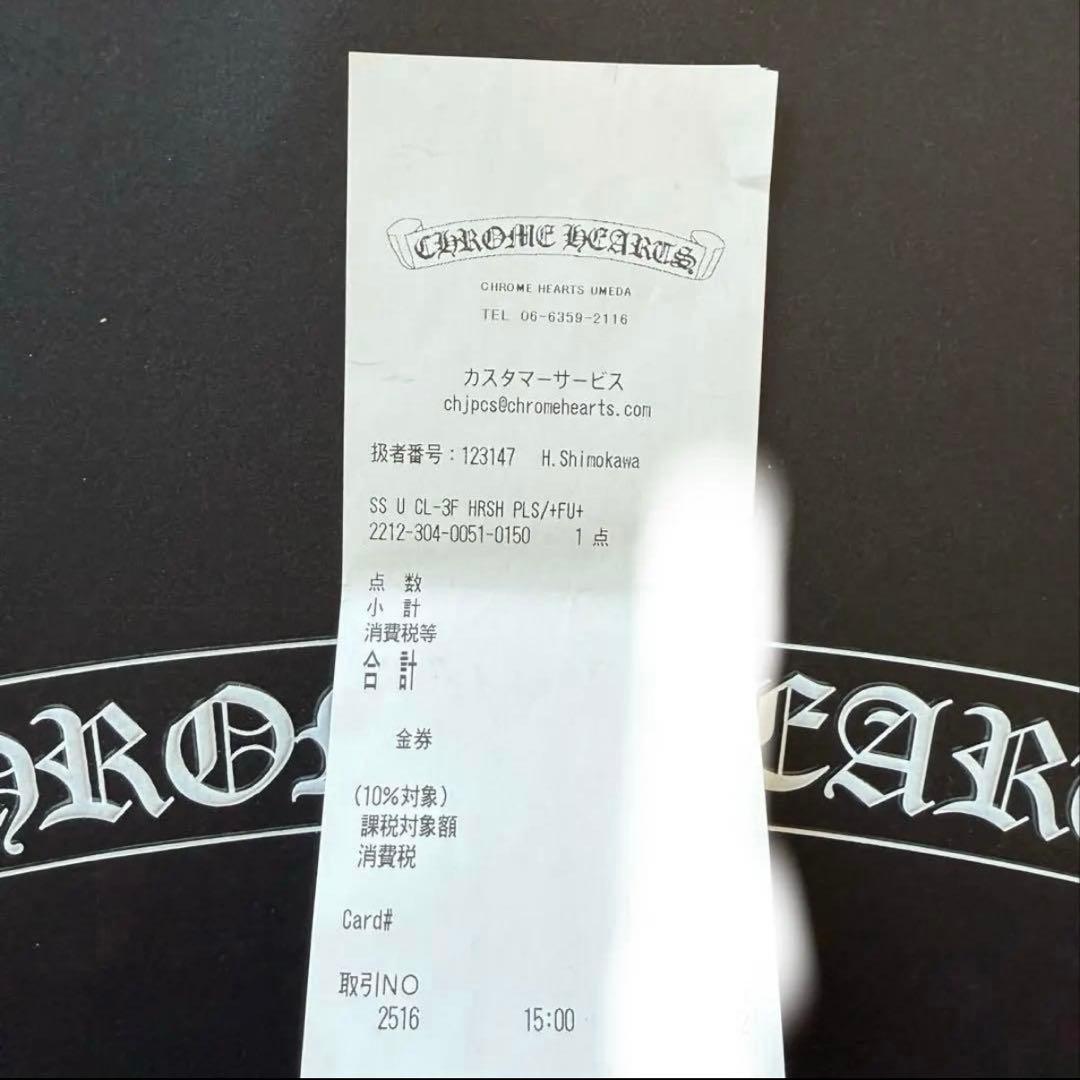 CHROME HEARTS
CHROME HEARTS UMEDA
TEL 06-6359-2116
カスタマーサービス
chjpcs@chromehearts.com
扱者番号：123147 H.Shimokawa
SS U CL-3F HRSH PLS/+FU+
2212-304-0051-0150 1 点
点 数
小 計
消費税等
合 計
金券
(10%対象)
課税対象額
消費税
Card#
取引NO
2516 15:00
HRO EAR